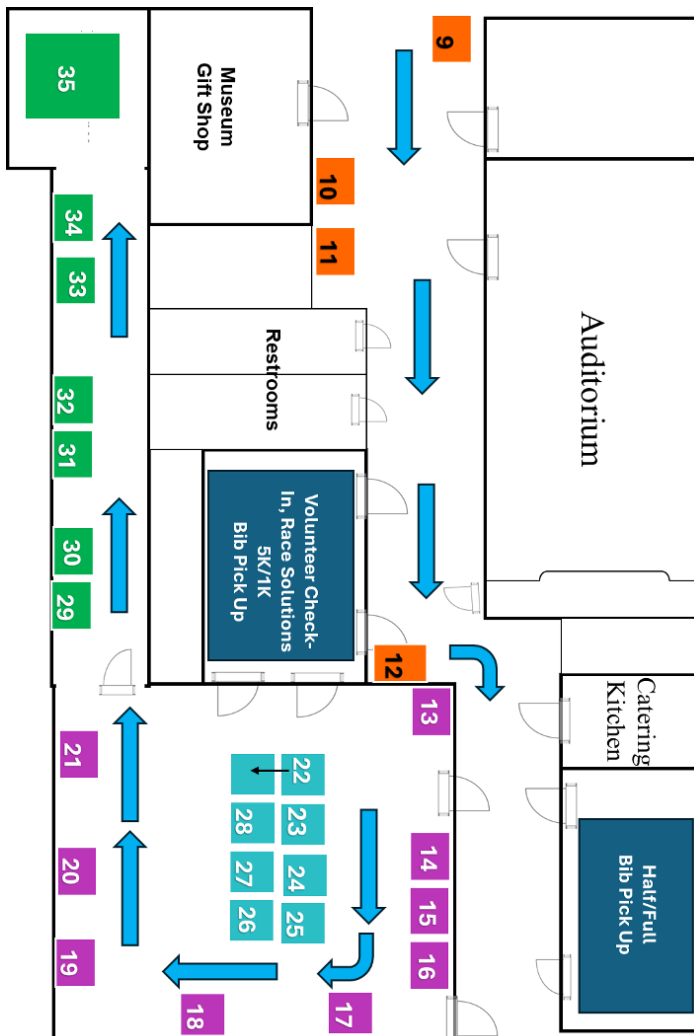 Catering
Kitchen
Half/Full
Bib Pick Up
Auditorium
9
13
14
15
16
12
10
11
17
Volunteer Check-
In, Race Solutions
5K/1K
Bib Pick Up
22
23
24
25
Restrooms
Museum
Gift Shop
28
27
26
18
35
34
33
32
31
30
29
21
20
19